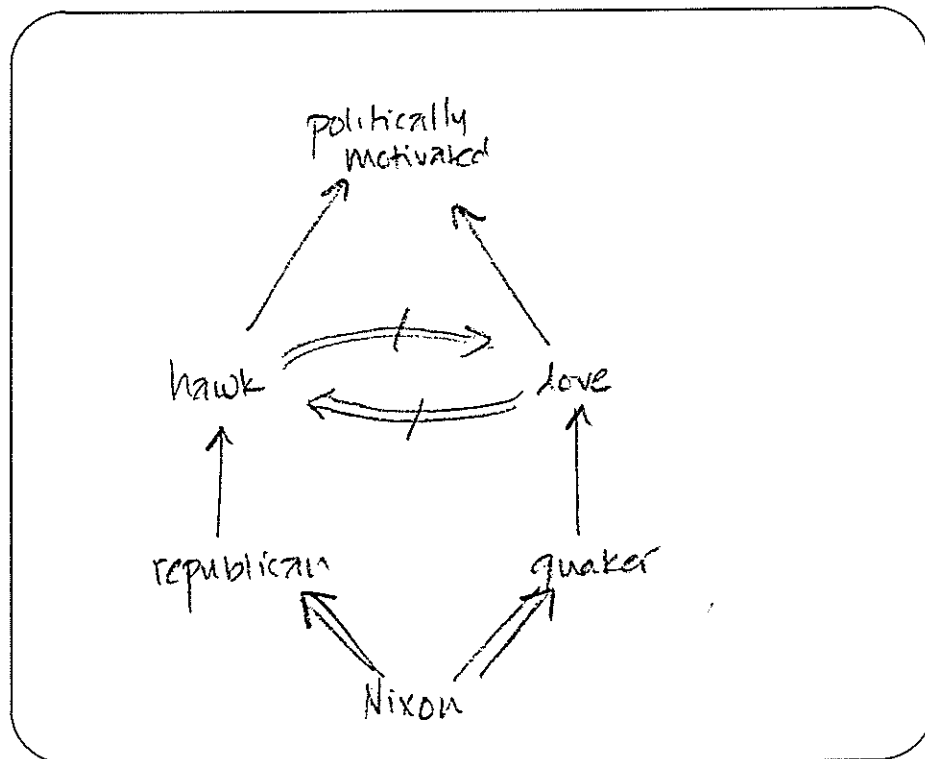 politically
motivated
hawk
dove
republican
quaker
Nixon